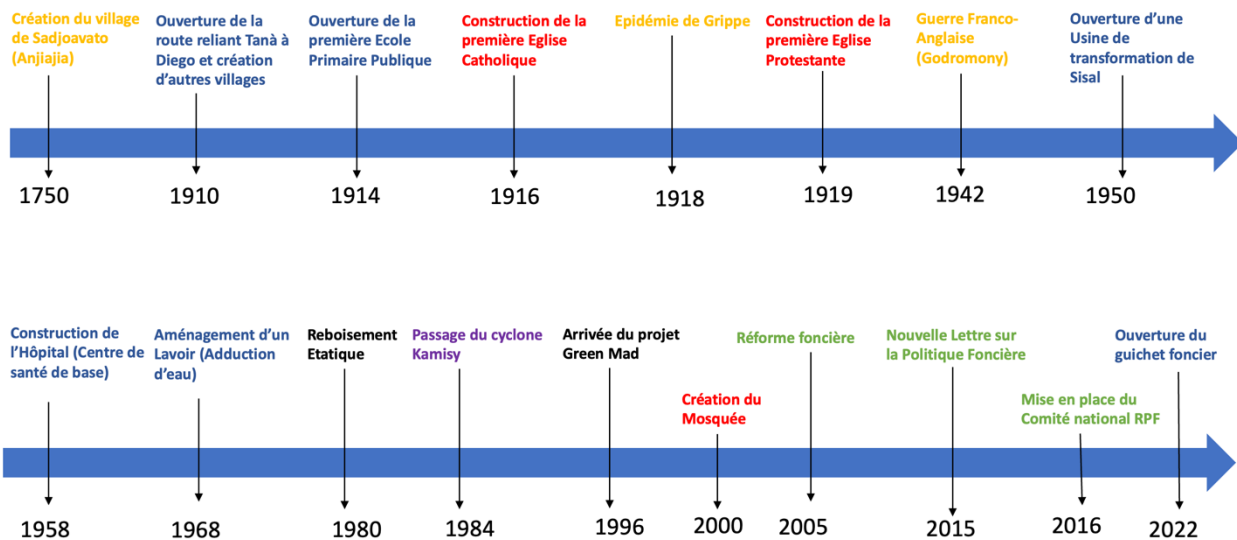 Création du village
de Sadjoavato
(Anjiajia)
Ouverture de la
route reliant Tanà à
Diego et création
d’autres villages
Ouverture de la
première Ecole
Primaire Publique
Construction de la
première Eglise
Catholique
Epidémie de Grippe
Construction de la
première Eglise
Protestante
Guerre Franco-
Anglaise
(Godromony)
Ouverture d’une
Usine de
transformation de
Sisal
1750
1910
1914
1916
1918
1919
1942
1950
Construction de
l’Hôpital (Centre de
santé de base)
Aménagement d’un
Lavoir (Adduction
d’eau)
Reboisement
Etatique
Passage du cyclone
Kamisy
Arrivée du projet
Green Mad
Création du
Mosquée
Réforme foncière
Nouvelle Lettre sur
la Politique Foncière
Mise en place du
Comité national RPF
Ouverture du
guichet foncier
1958
1968
1980
1984
1996
2000
2005
2015
2016
2022